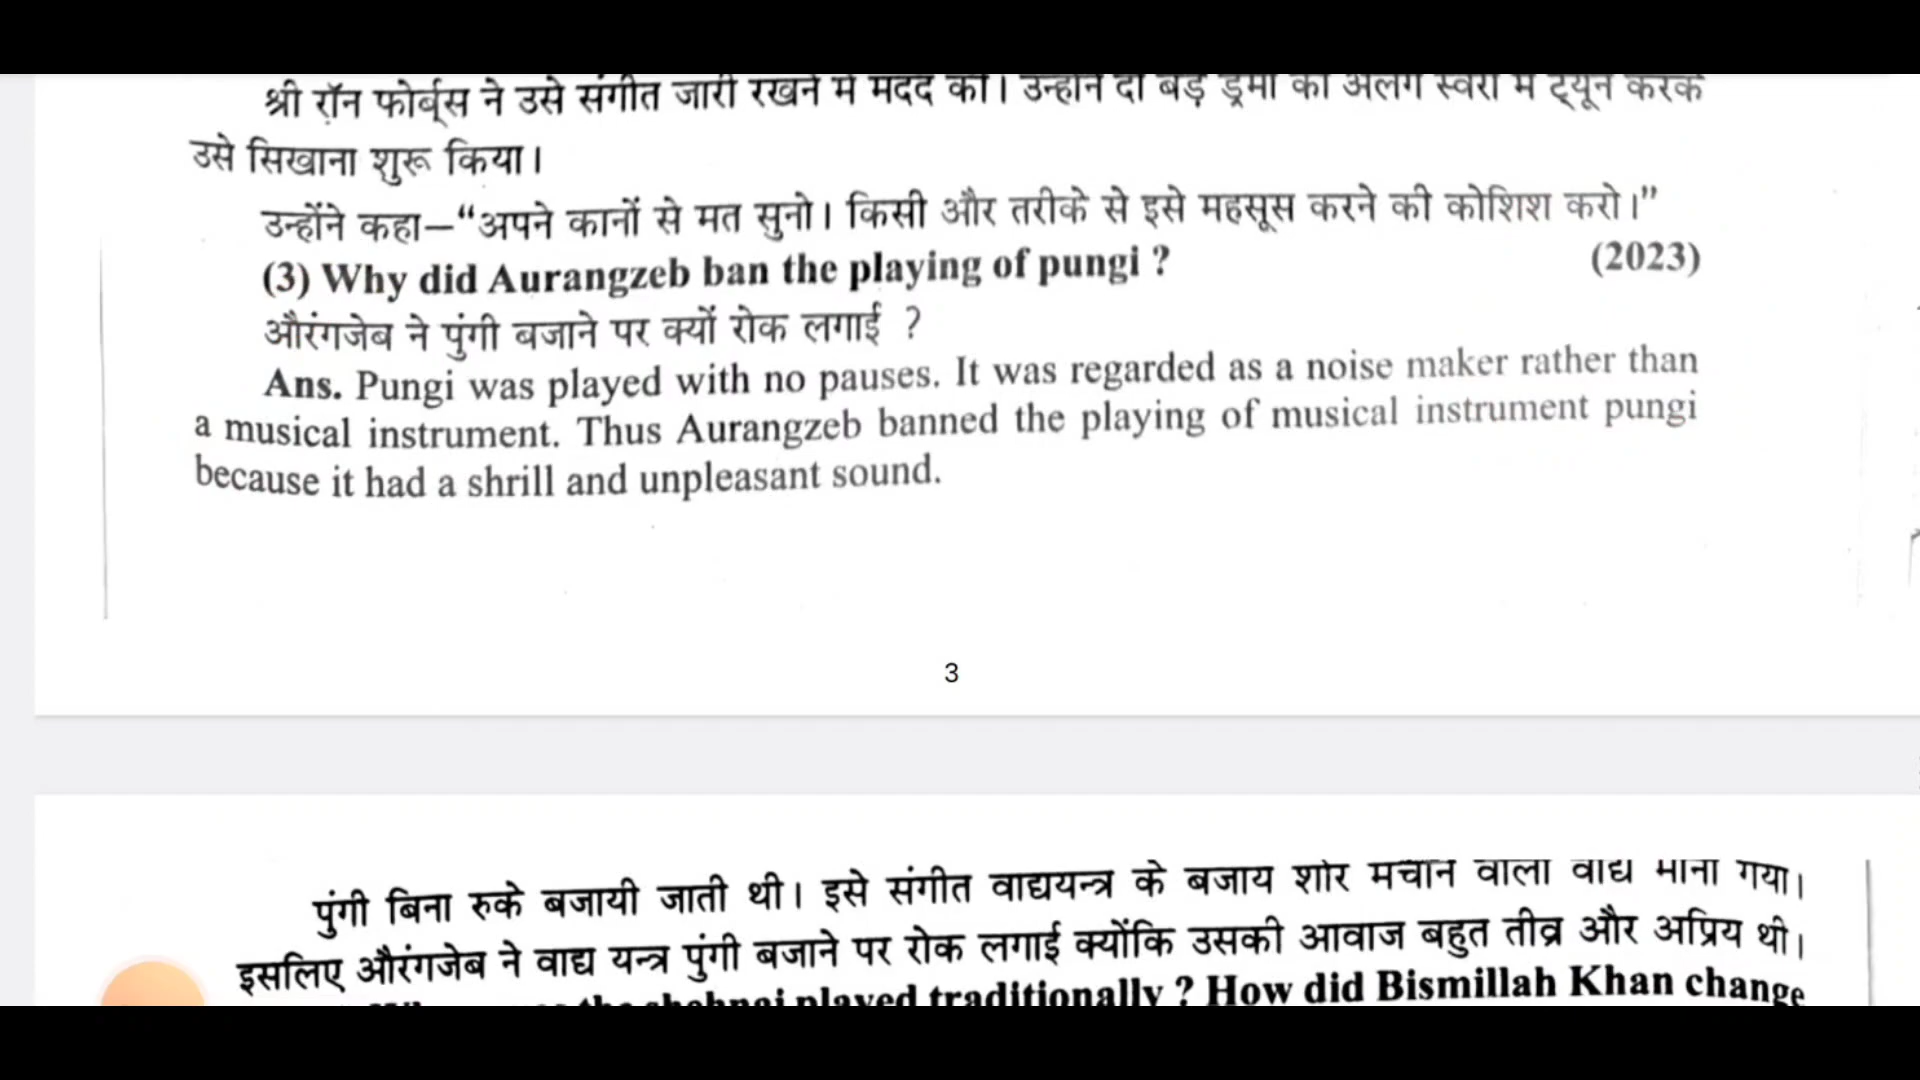 श्री रॉन फोर्ब्स ने उसे संगीत जारी रखने में मदद की। उन्होंने दो बड़े ड्रमों को अलग स्वरों में ट्यून करके
उसे सिखाना शुरू किया।
उन्होंने कहा–“अपने कानों से मत सुनो। किसी और तरीके से इसे महसूस करने की कोशिश करो।”
(3) Why did Aurangzeb ban the playing of pungi ? (2023)
औरंगजेब ने पुंगी बजाने पर क्यों रोक लगाई ?
Ans. Pungi was played with no pauses. It was regarded as a noise maker rather than
a musical instrument. Thus Aurangzeb banned the playing of musical instrument pungi
because it had a shrill and unpleasant sound.
3
पुंगी बिना रुके बजायी जाती थी। इसे संगीत वाद्ययन्त्र के बजाय शोर मचाने वाला वाद्य माना गया।
इसलिए औरंगजेब ने वाद्य यन्त्र पुंगी बजाने पर रोक लगाई क्योंकि उसकी आवाज बहुत तीव्र और अप्रिय थी।
the shehnai played traditionally ? How did Bismillah Khan change